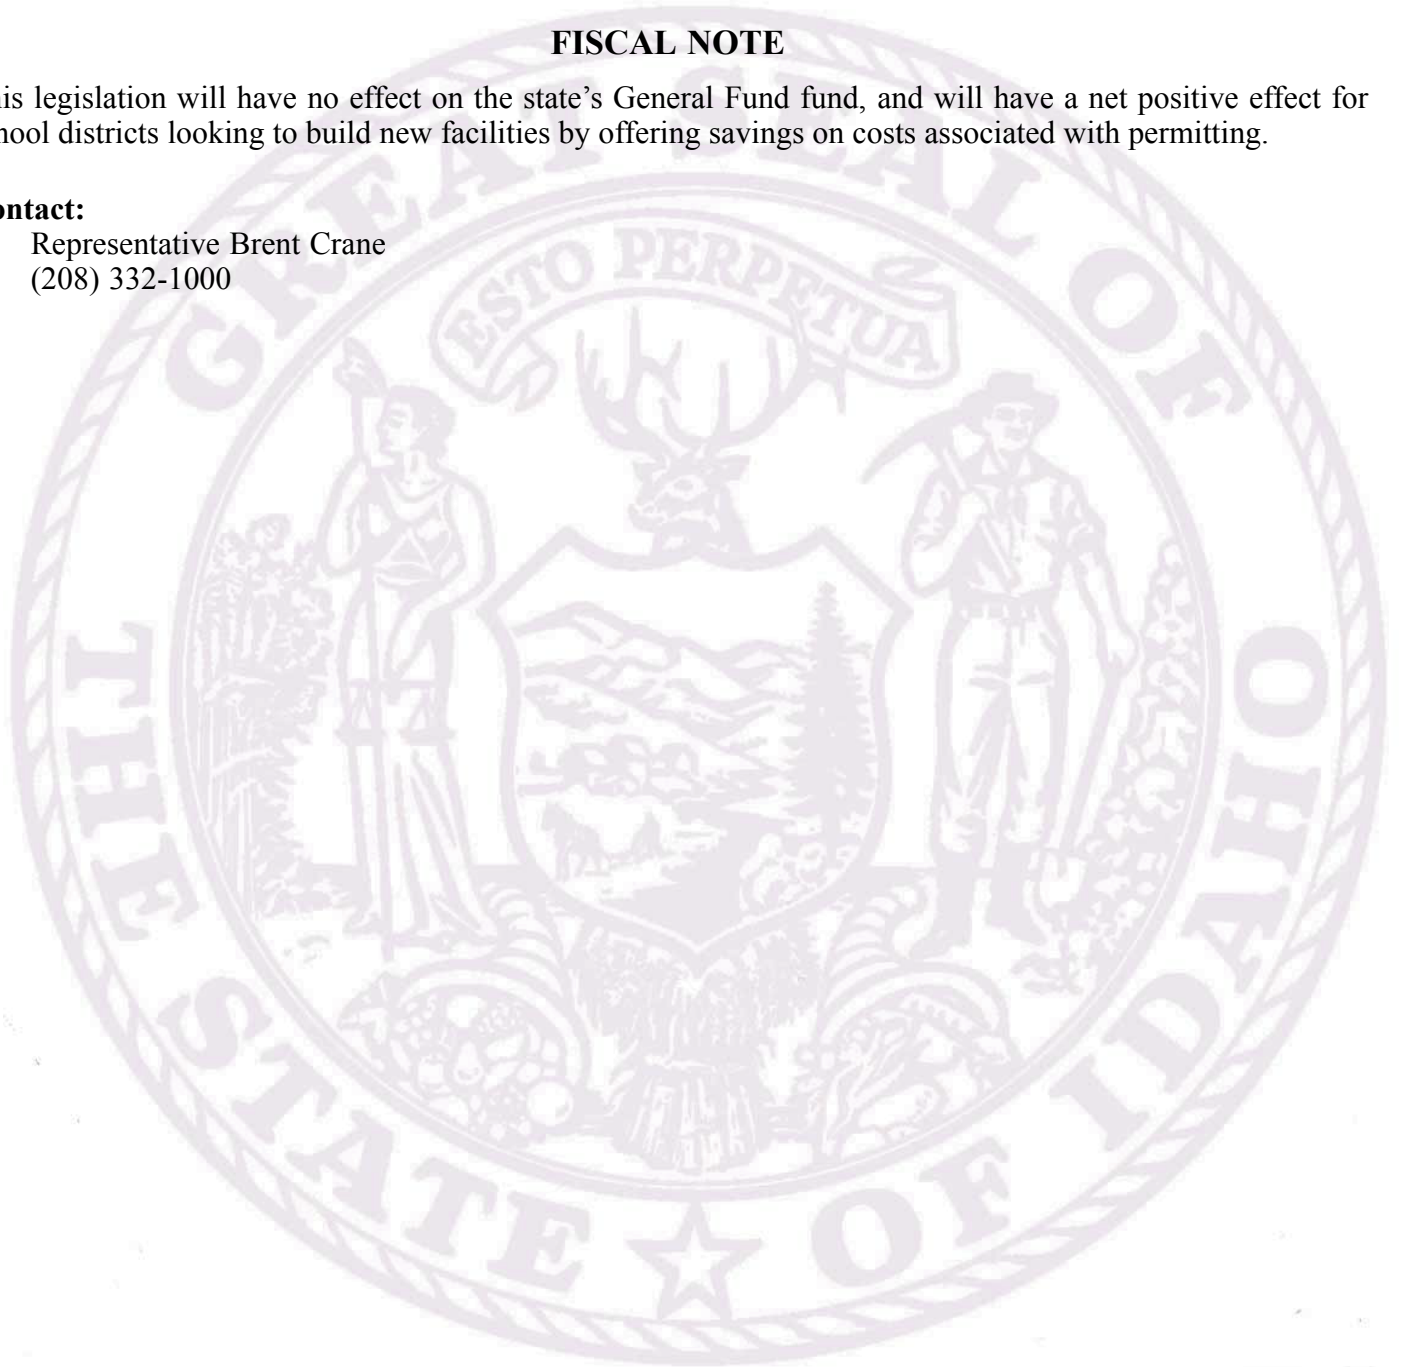 FISCAL NOTE
his legislation will have no effect on the state’s General Fund fund, and will have a net positive effect for
hool districts looking to build new facilities by offering savings on costs associated with permitting.
ontact:
Representative Brent Crane
(208) 332-1000
GREAT SEAL OF
ESTO PERPETUA
THE STATE OF IDAHO